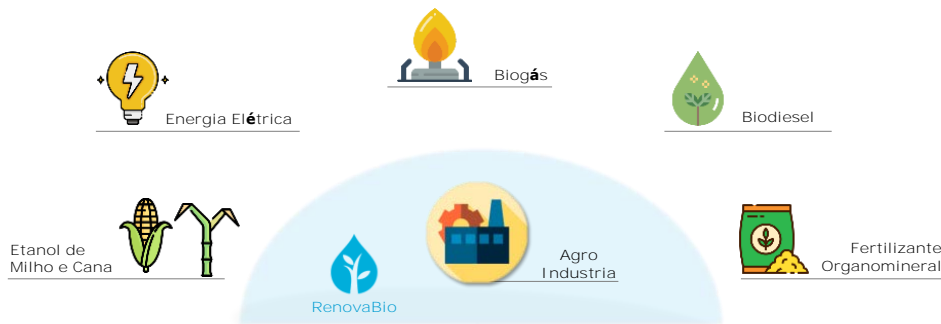 Biogás
Energia Elétrica
Biodiesel
Etanol de
Milho e Cana
Agro
Industria
Fertilizante
Organomineral
RenovaBio